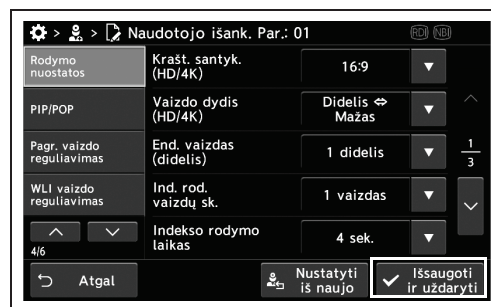 > > Naudotojo išank. Par.: 01
RDI NBI
Rodymo
nuostatos
Krašt. santyk.
(HD/4K)
16:9
PIP/POP
Vaizdo dydis
(HD/4K)
Didelis ⇔
Mažas
Pagr. vaizdo
reguliavimas
End. vaizdas
(didelis)
1 didelis
1
3
WLI vaizdo
reguliavimas
Ind. rod.
vaizdų sk.
1 vaizdas
4/6
Indekso rodymo
laikas
4 sek.
Atgal
Nustatyti
iš naujo
Išsaugoti
ir uždaryti